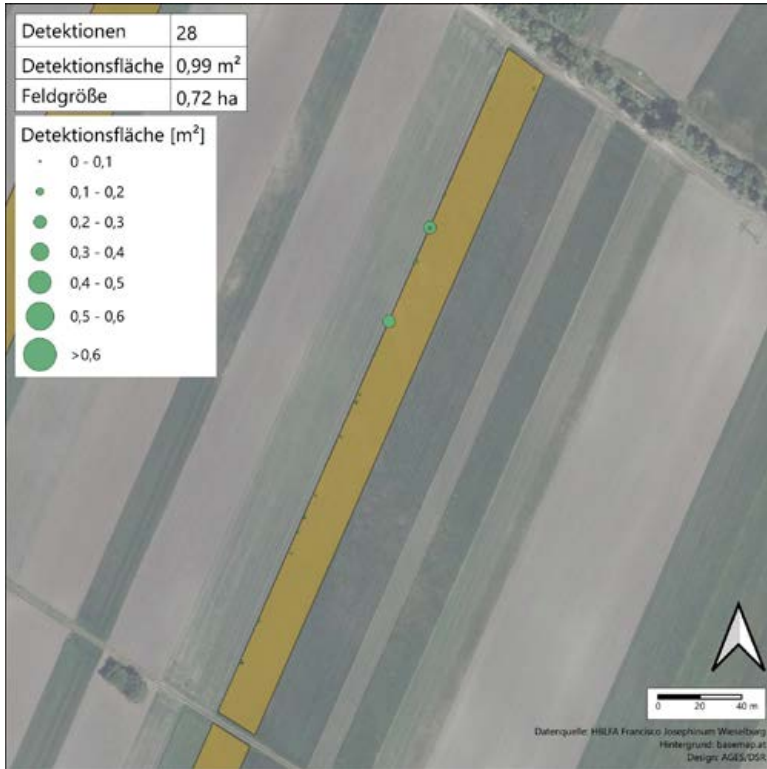 Detektionen 28
Detektionsfläche 0,99 m²
Feldgröße 0,72 ha
Detektionsfläche [m²]
0 - 0,1
0,1 - 0,2
0,2 - 0,3
0,3 - 0,4
0,4 - 0,5
0,5 - 0,6
>0,6
0 20 40 m
Datenquelle: HBLFA Francisco Josephinum Wieselburg
Hintergrund: basemap.at
Design: AGES/DSR